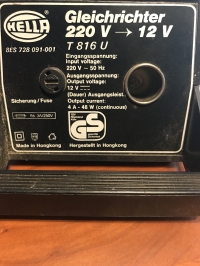 HELLA
Gleichrichter
220 V → 12 V
8ES 728 091-001
T 816 U
Eingangsspannung:
Input voltage:
220 V ~ 50 Hz
Ausgangsspannung:
Output voltage:
12 V
(Dauer) Ausgangsleist.
Output current:
4 A - 48 W (continuous)
Sicherung / Fuse
GS
Made in Hongkong
Hergestellt in Hongkong